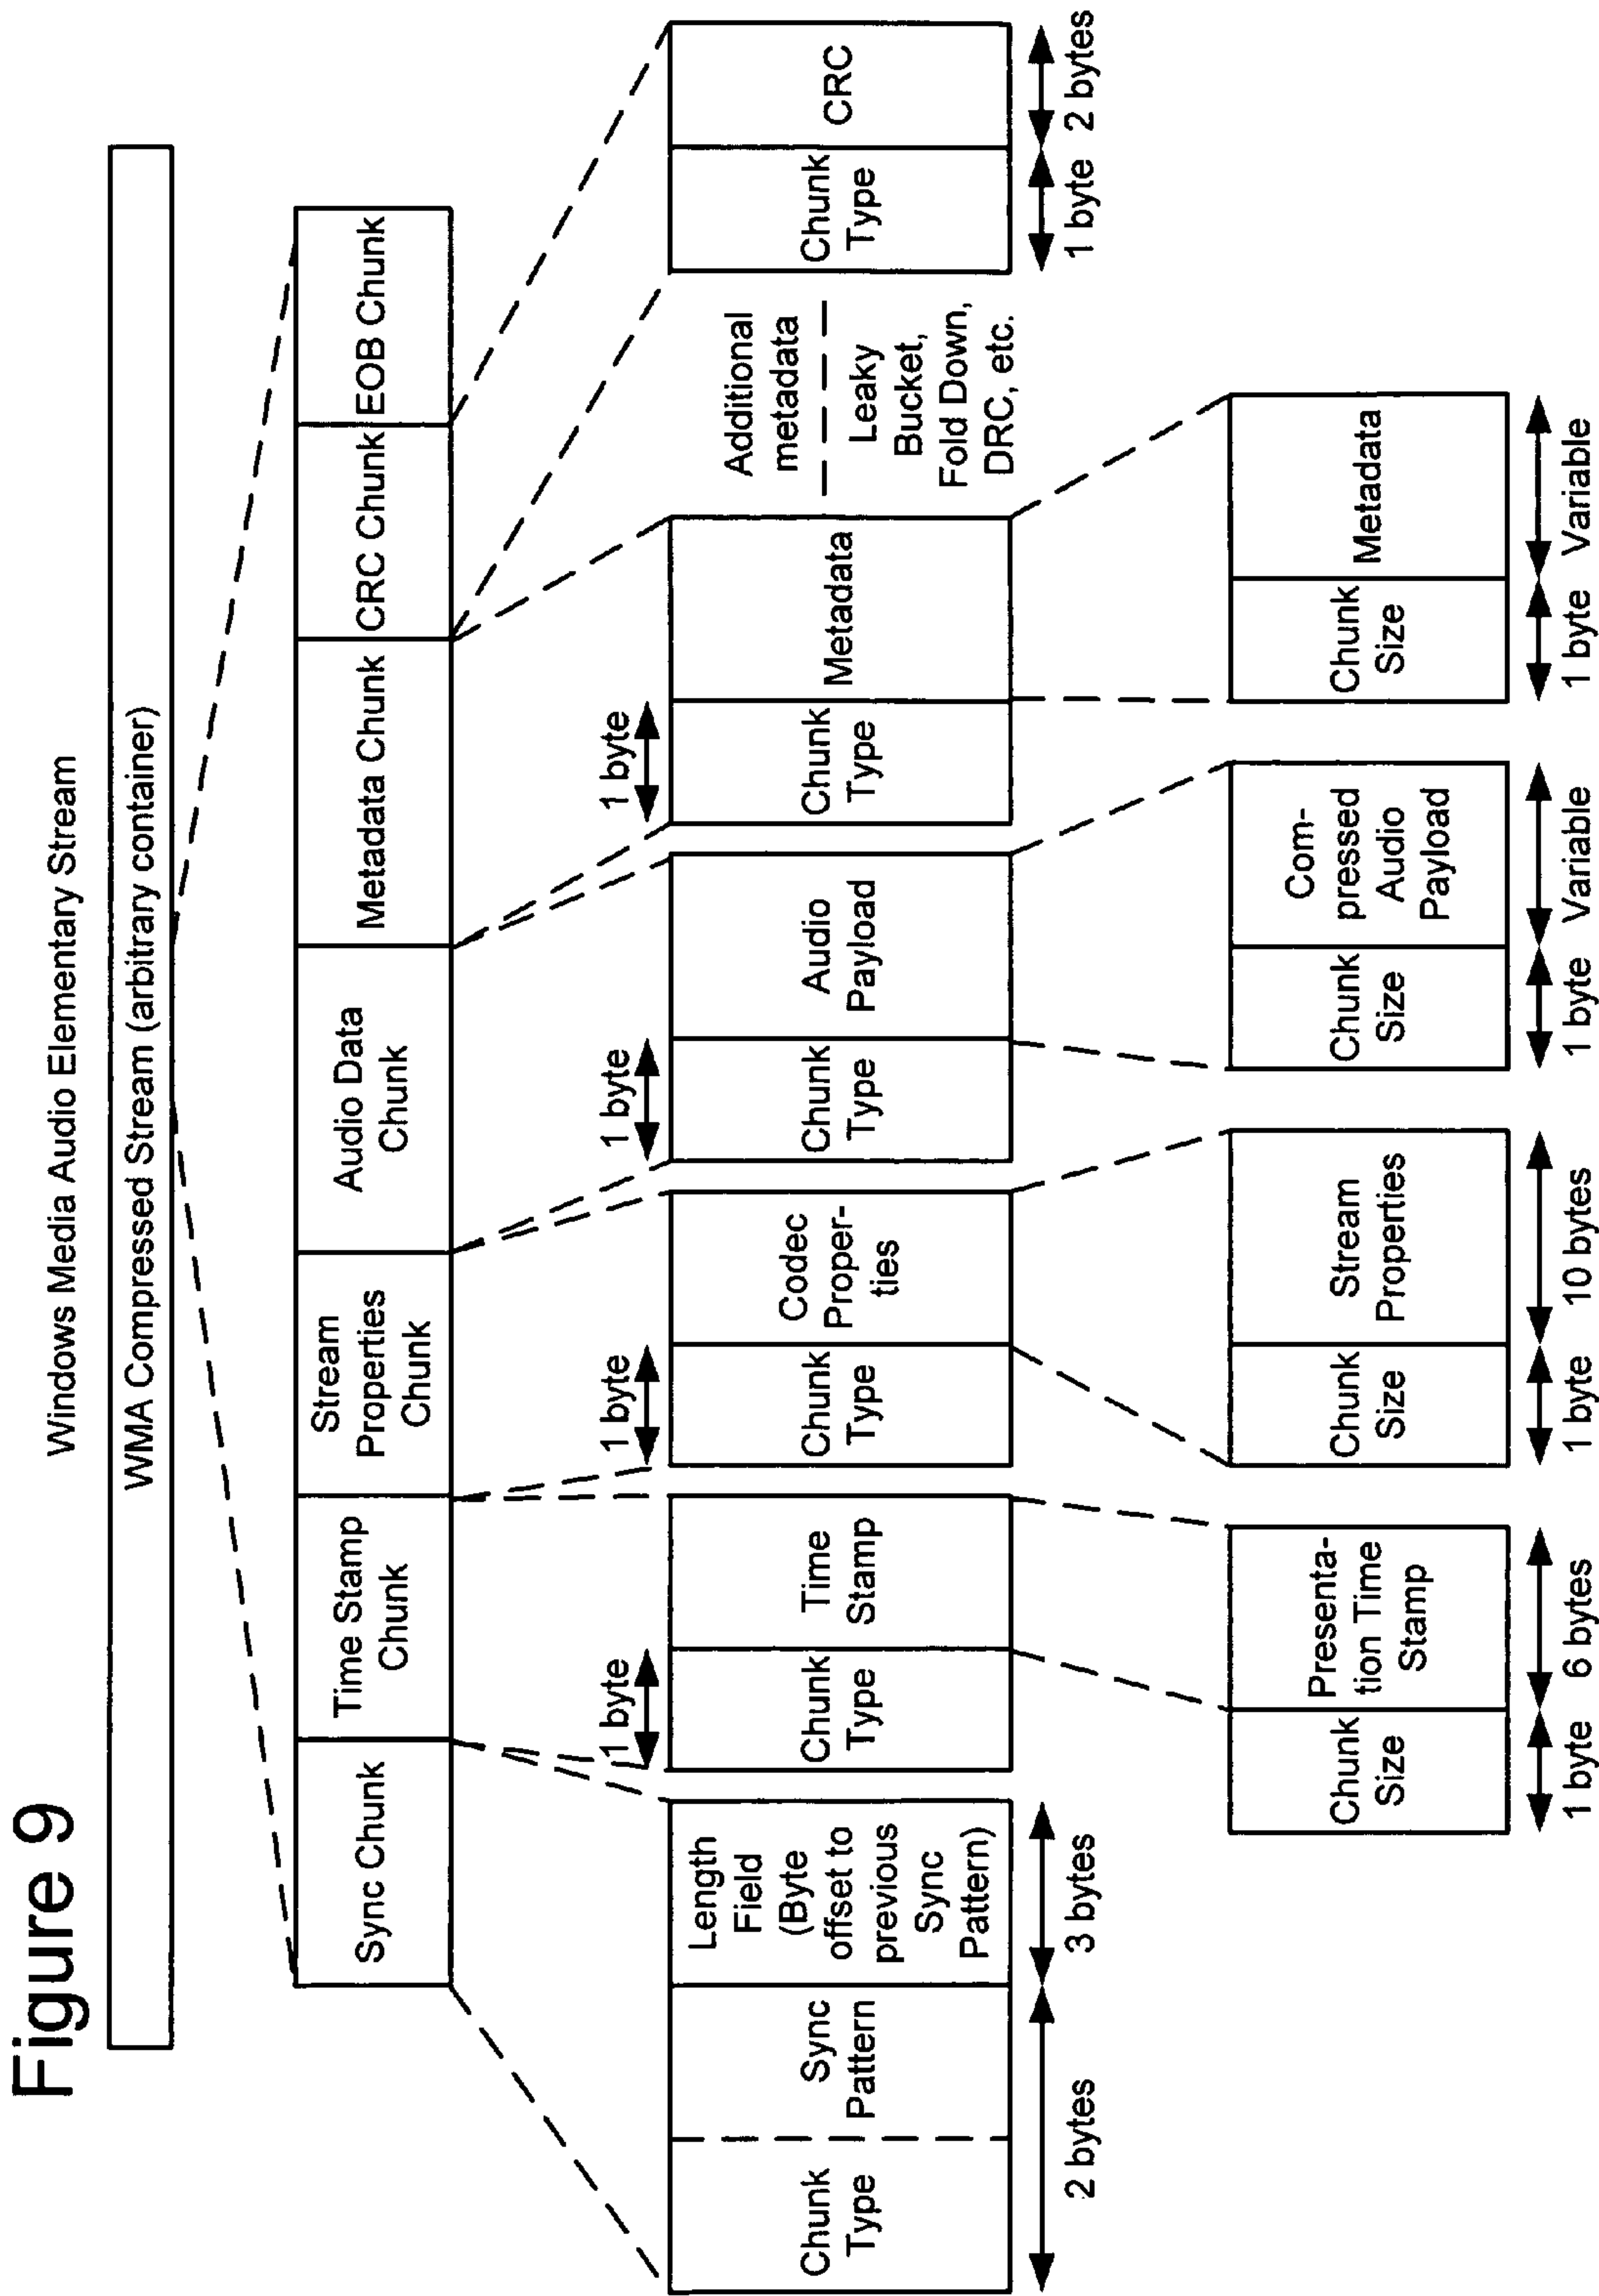 Figure 9
Windows Media Audio Elementary Stream
WMA Compressed Stream (arbitrary container)
Sync Chunk
Time Stamp
Chunk
Stream
Properties
Chunk
Audio Data
Chunk
Metadata Chunk
CRC Chunk
EOB Chunk
Chunk
Type
Sync
Pattern
Length
Field
(Byte
offset to
previous
Sync
Pattern)
2 bytes
3 bytes
1 byte
Chunk
Type
Time
Stamp
1 byte
Chunk
Type
Codec
Proper-
ties
1 byte
Chunk
Type
Audio
Payload
1 byte
Chunk
Type
Metadata
Additional
metadata
Leaky
Bucket,
Fold Down,
DRC, etc.
Chunk
Type
CRC
1 byte
2 bytes
Chunk
Size
Presenta-
tion Time
Stamp
1 byte
6 bytes
Chunk
Size
Stream
Properties
1 byte
10 bytes
Chunk
Size
Com-
pressed
Audio
Payload
1 byte
Variable
Chunk
Size
Metadata
1 byte
Variable